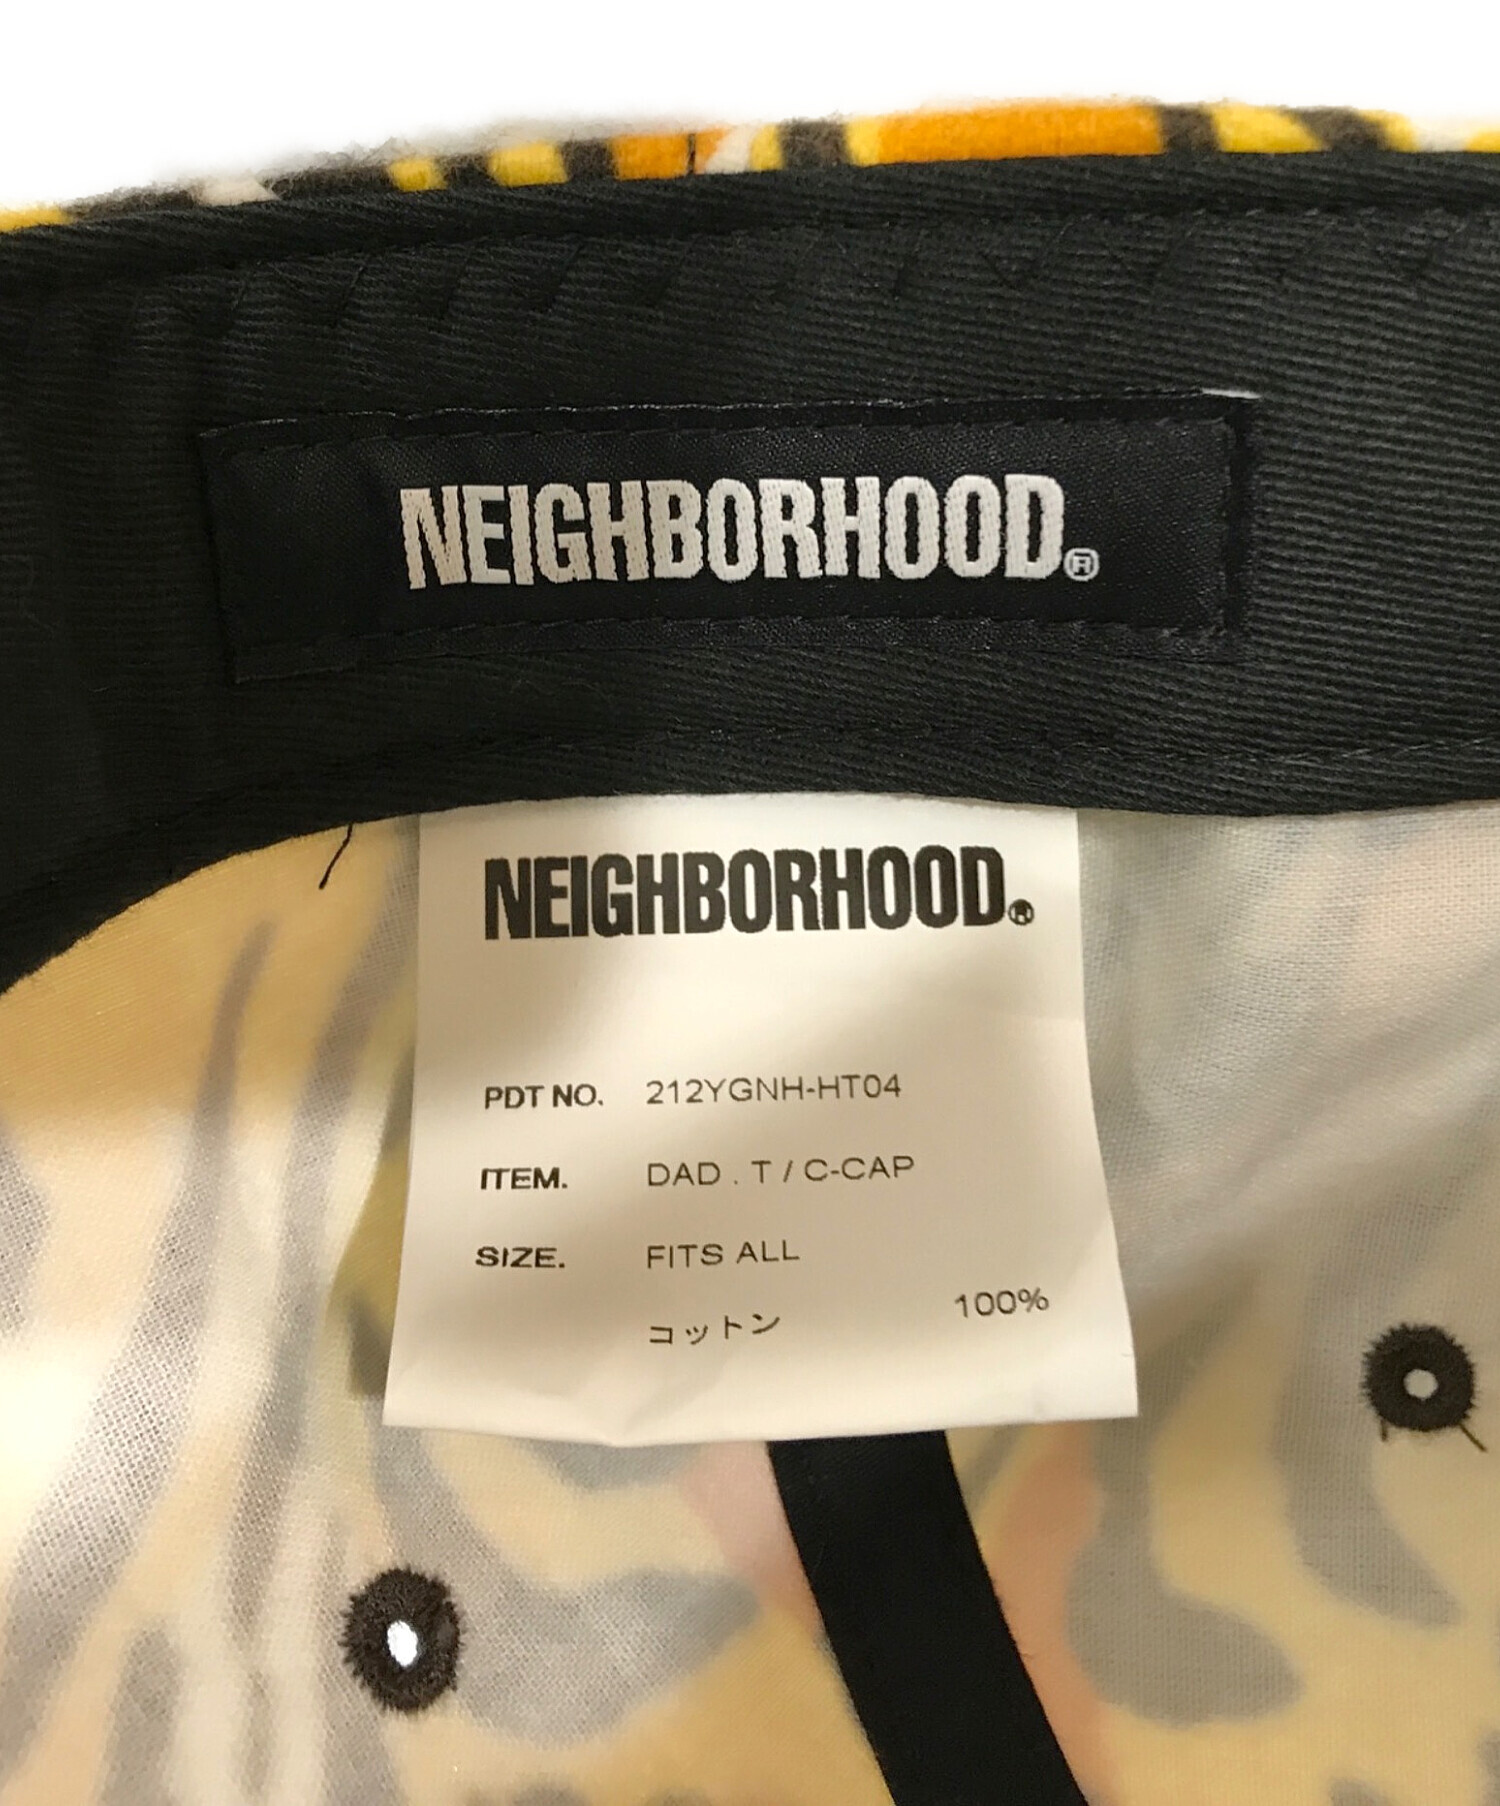 NEIGHBORHOOD®
NEIGHBORHOOD®
PDT NO. 212YGNH-HT04
ITEM. DAD . T / C-CAP
SIZE. FITS ALL
コットン 100%